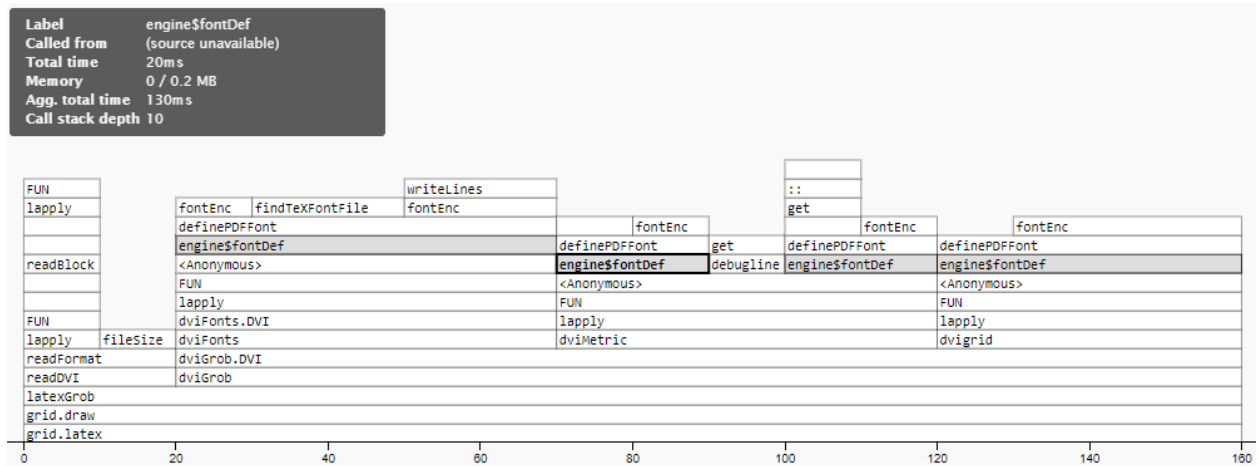 Label engine$fontDef
Called from (source unavailable)
Total time 20ms
Memory 0 / 0.2 MB
Agg. total time 130ms
Call stack depth 10
FUN writeLines ::
lapply fontEnc findTeXFontFile fontEnc get
definePDFFont fontEnc fontEnc fontEnc
engine$fontDef definePDFFont get definePDFFont definePDFFont
readBlock <Anonymous> engine$fontDef debugline engine$fontDef engine$fontDef
FUN <Anonymous> <Anonymous>
lapply FUN FUN
FUN dviFonts.DVI lapply lapply
lapply fileSize dviFonts dviMetric dvigrid
readFormat dviGrob.DVI
readDVI dviGrob
latexGrob
grid.draw
grid.latex
0 20 40 60 80 100 120 140 160